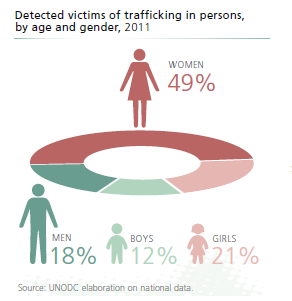 Detected victims of trafficking in persons,
by age and gender, 2011
WOMEN
49%
MEN
18%
BOYS
12%
GIRLS
21%
Source: UNODC elaboration on national data.